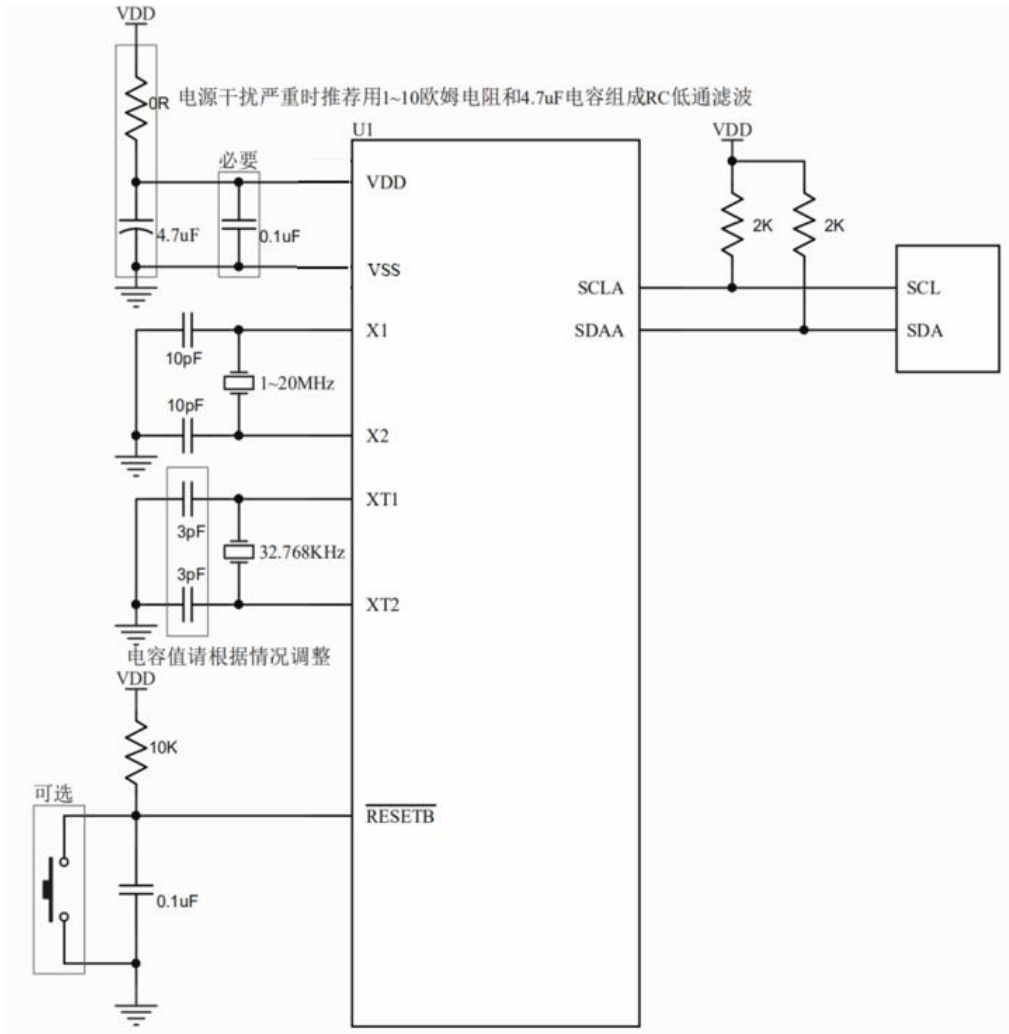 VDD
0R
电源干扰严重时推荐用1~10欧姆电阻和4.7uF电容组成RC低通滤波
U1
VDD
必要
VDD
2K
2K
4.7uF
0.1uF
VSS
SCLA
SCL
X1
SDAA
SDA
10pF
1~20MHz
10pF
X2
XT1
3pF
32.768KHz
3pF
XT2
电容值请根据情况调整
VDD
10K
可选
RESETB
0.1uF